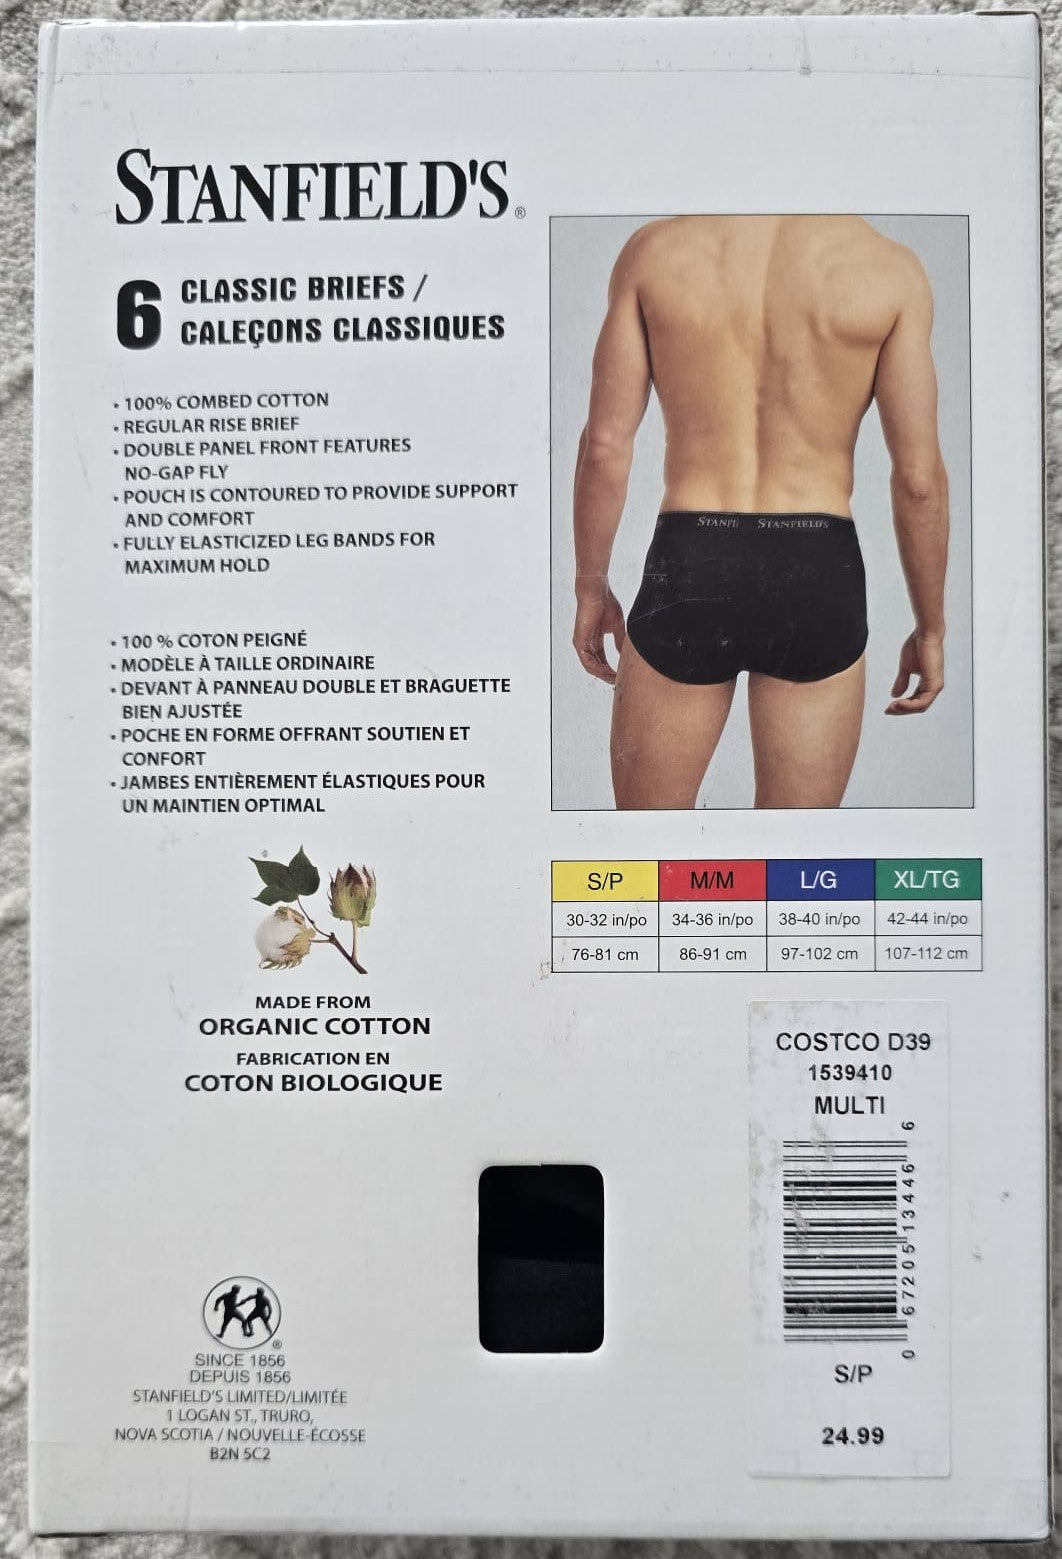 STANFIELD'S®
6 CLASSIC BRIEFS /
CALEÇONS CLASSIQUES
• 100% COMBED COTTON
• REGULAR RISE BRIEF
• DOUBLE PANEL FRONT FEATURES
NO-GAP FLY
• POUCH IS CONTOURED TO PROVIDE SUPPORT
AND COMFORT
• FULLY ELASTICIZED LEG BANDS FOR
MAXIMUM HOLD
• 100 % COTON PEIGNÉ
• MODÈLE À TAILLE ORDINAIRE
• DEVANT À PANNEAU DOUBLE ET BRAGUETTE
BIEN AJUSTÉE
• POCHE EN FORME OFFRANT SOUTIEN ET
CONFORT
• JAMBES ENTIÈREMENT ÉLASTIQUES POUR
UN MAINTIEN OPTIMAL
STANFIELD'S
S/P M/M L/G XL/TG
30-32 in/po 34-36 in/po 38-40 in/po 42-44 in/po
76-81 cm 86-91 cm 97-102 cm 107-112 cm
MADE FROM
ORGANIC COTTON
FABRICATION EN
COTON BIOLOGIQUE
COSTCO D39
1539410
MULTI
0 67205 13446 6
S/P
24.99
®
SINCE 1856
DEPUIS 1856
STANFIELD'S LIMITED/LIMITÉE
1 LOGAN ST., TRURO,
NOVA SCOTIA / NOUVELLE-ÉCOSSE
B2N 5C2